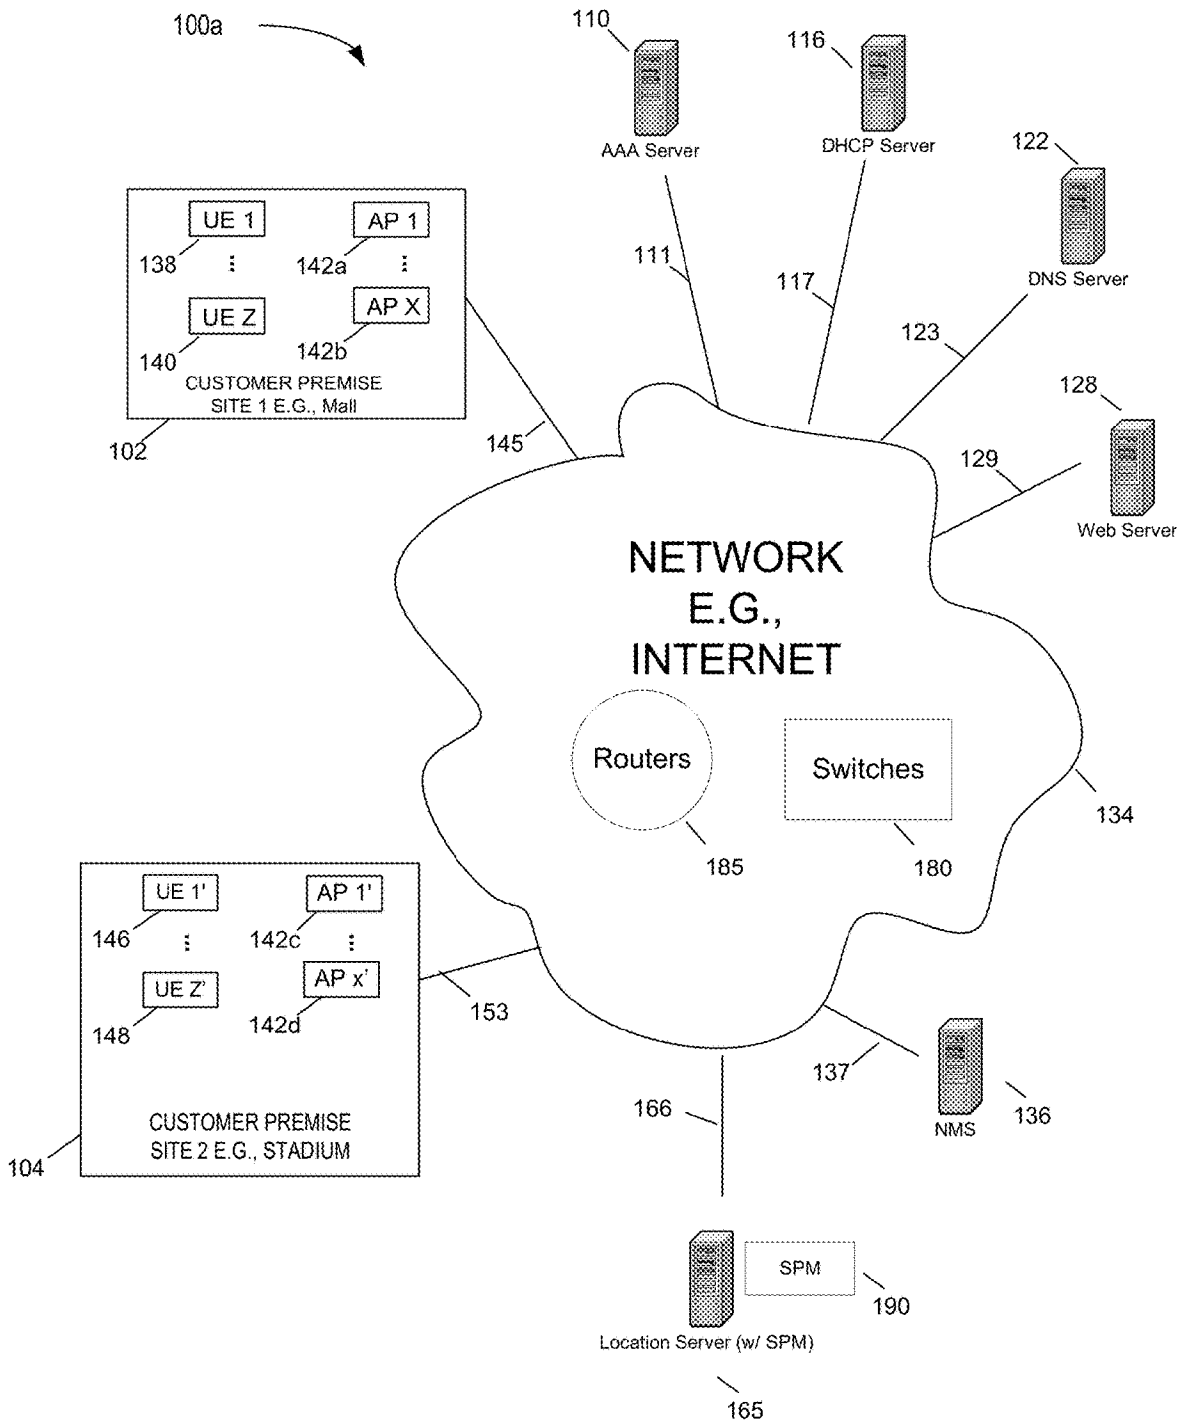 100a
110
116
122
AAA Server
DHCP Server
DNS Server
UE 1
AP 1
138
142a
⋮
⋮
UE Z
AP X
140
142b
CUSTOMER PREMISE
SITE 1 E.G., Mall
102
145
111
117
123
128
129
Web Server
NETWORK
E.G.,
INTERNET
Routers
Switches
185
180
134
UE 1'
AP 1'
146
142c
⋮
⋮
UE Z'
AP x'
148
142d
153
CUSTOMER PREMISE
SITE 2 E.G., STADIUM
104
137
136
NMS
166
SPM
190
Location Server (w/ SPM)
165